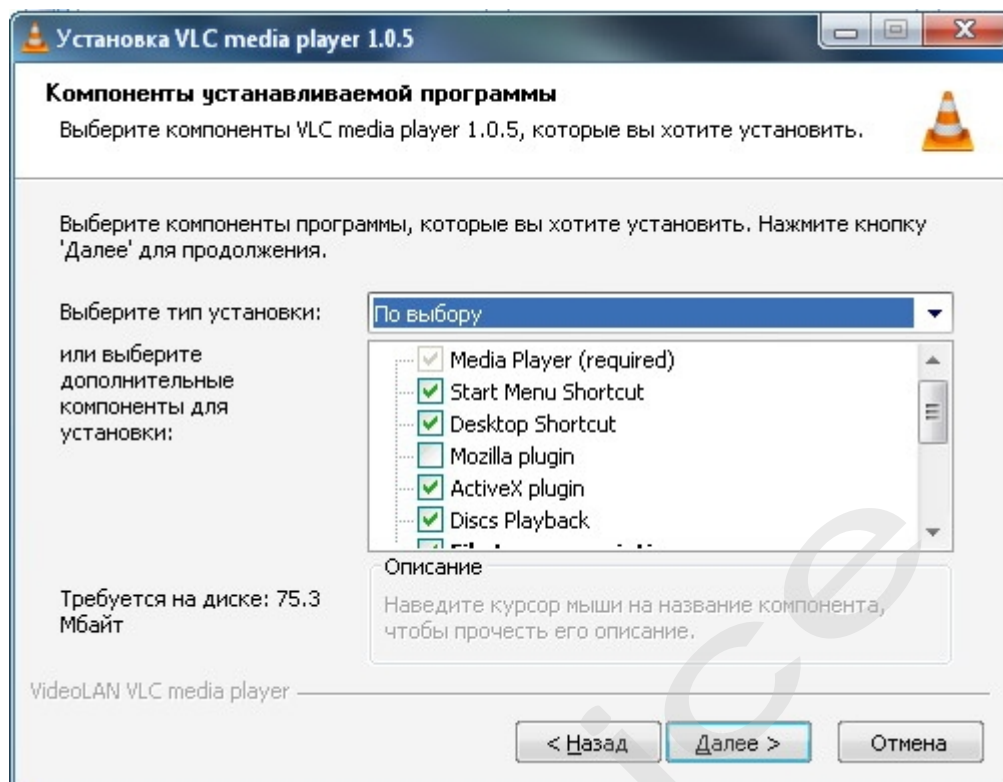 Установка VLC media player 1.0.5
Компоненты устанавливаемой программы
Выберите компоненты VLC media player 1.0.5, которые вы хотите установить.
Выберите компоненты программы, которые вы хотите установить. Нажмите кнопку
'Далее' для продолжения.
Выберите тип установки:
По выбору
или выберите
дополнительные
компоненты для
установки:
Media Player (required)
Start Menu Shortcut
Desktop Shortcut
Mozilla plugin
ActiveX plugin
Discs Playback
Требуется на диске: 75.3
Мбайт
Описание
Наведите курсор мыши на название компонента,
чтобы прочесть его описание.
VideoLAN VLC media player
< Назад
Далее >
Отмена